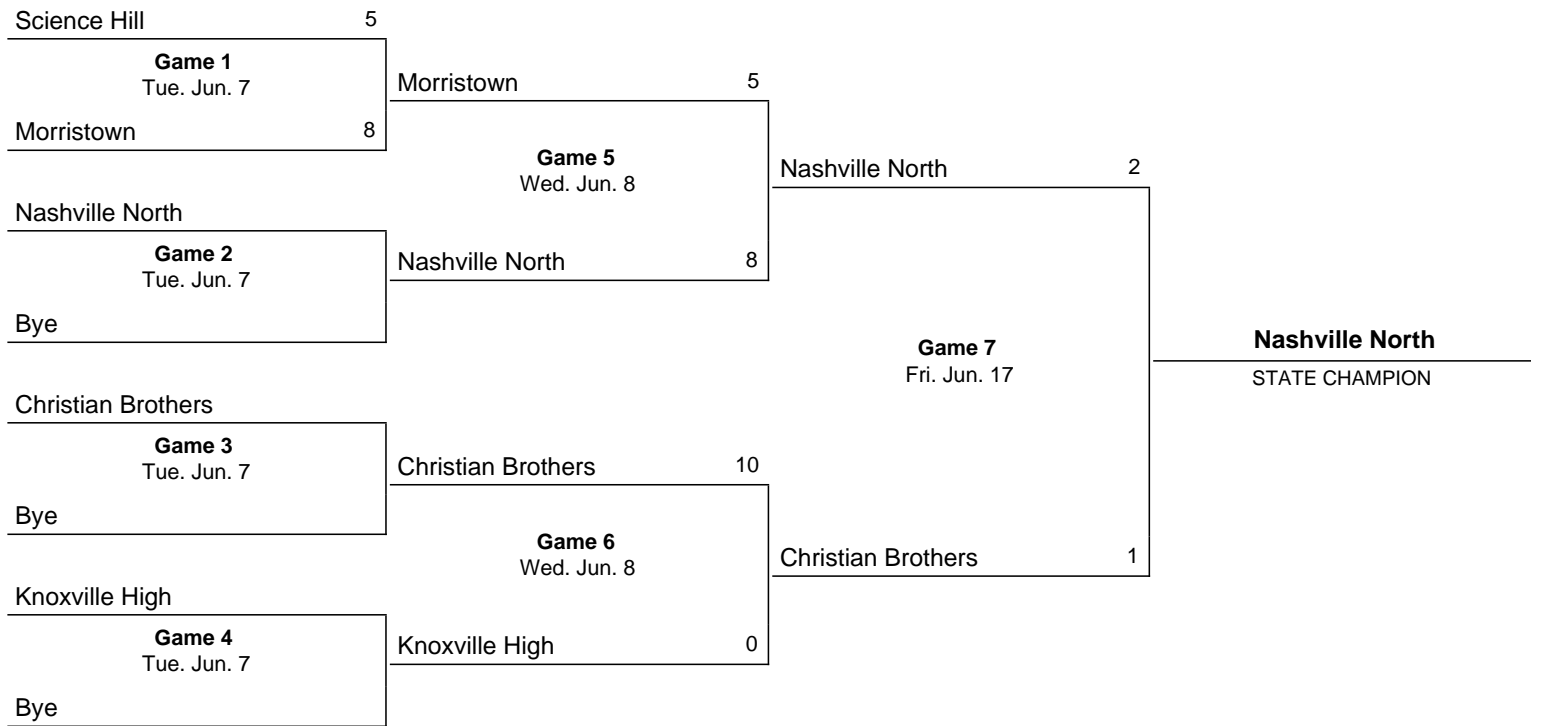 Science Hill 5
Game 1
Tue. Jun. 7
Morristown 8
Nashville North
Game 2
Tue. Jun. 7
Bye
Christian Brothers
Game 3
Tue. Jun. 7
Bye
Knoxville High
Game 4
Tue. Jun. 7
Bye
Morristown 5
Game 5
Wed. Jun. 8
Nashville North 8
Christian Brothers 10
Game 6
Wed. Jun. 8
Knoxville High 0
Nashville North 2
Game 7
Fri. Jun. 17
Christian Brothers 1
Nashville North
STATE CHAMPION